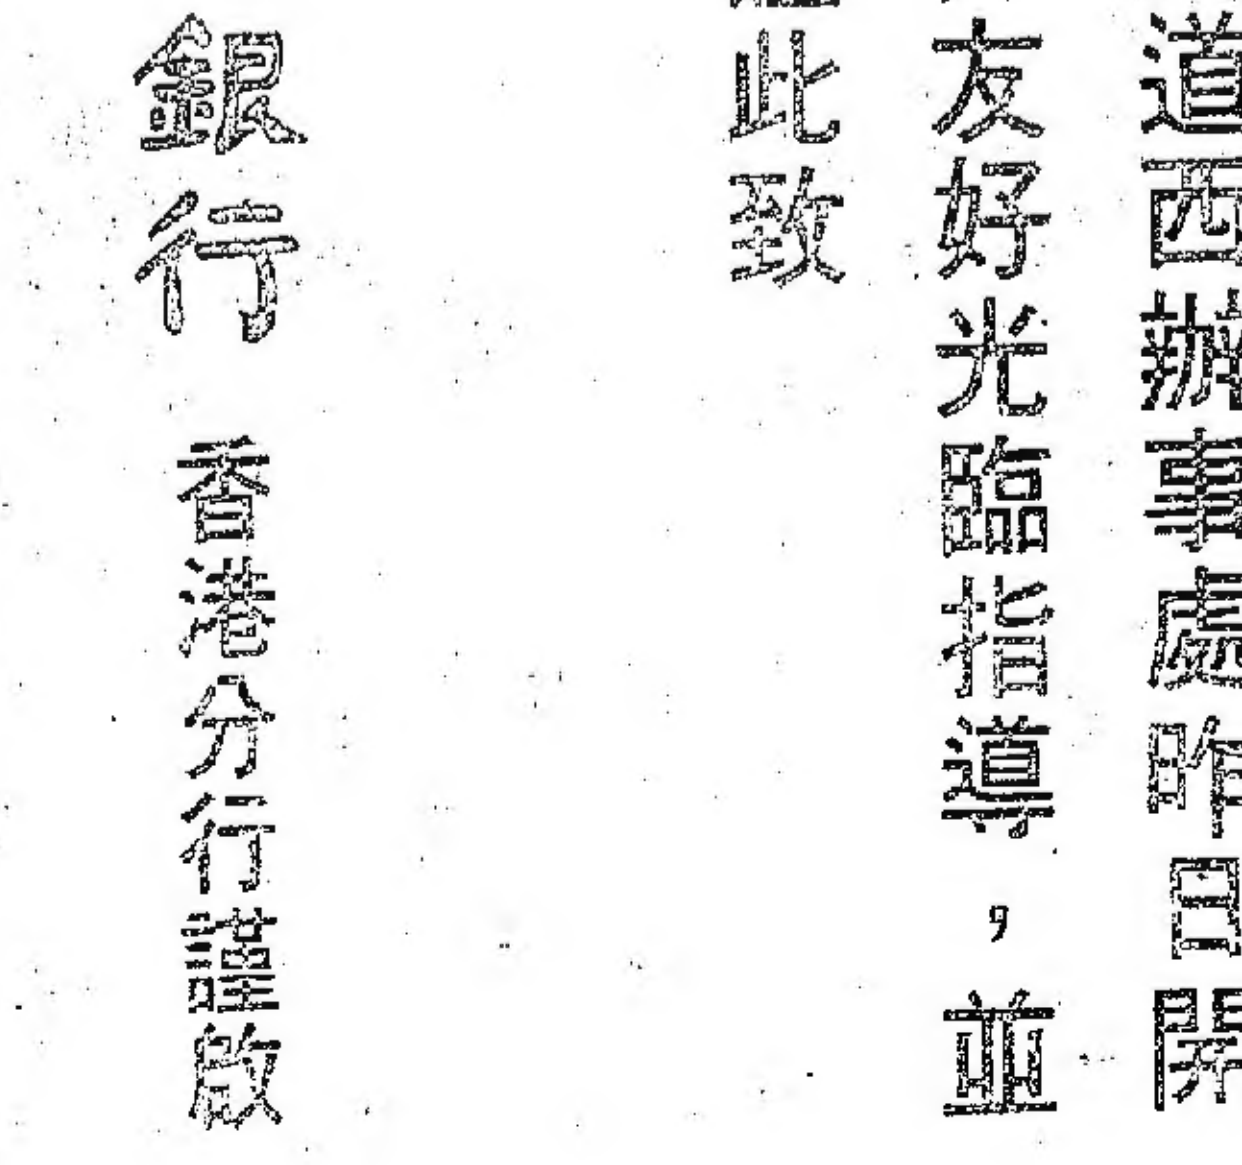 道西辦事處昨日開
友好光臨指導，並
此致
銀行 香港分行謹啟